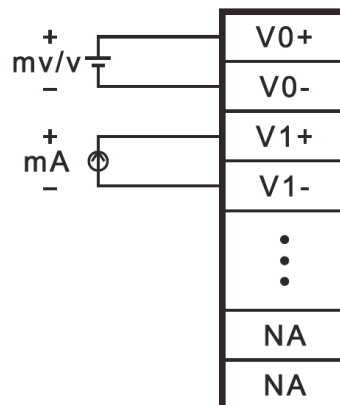 +
mv/v
–
+
mA
–
V0+
V0-
V1+
V1-
NA
NA